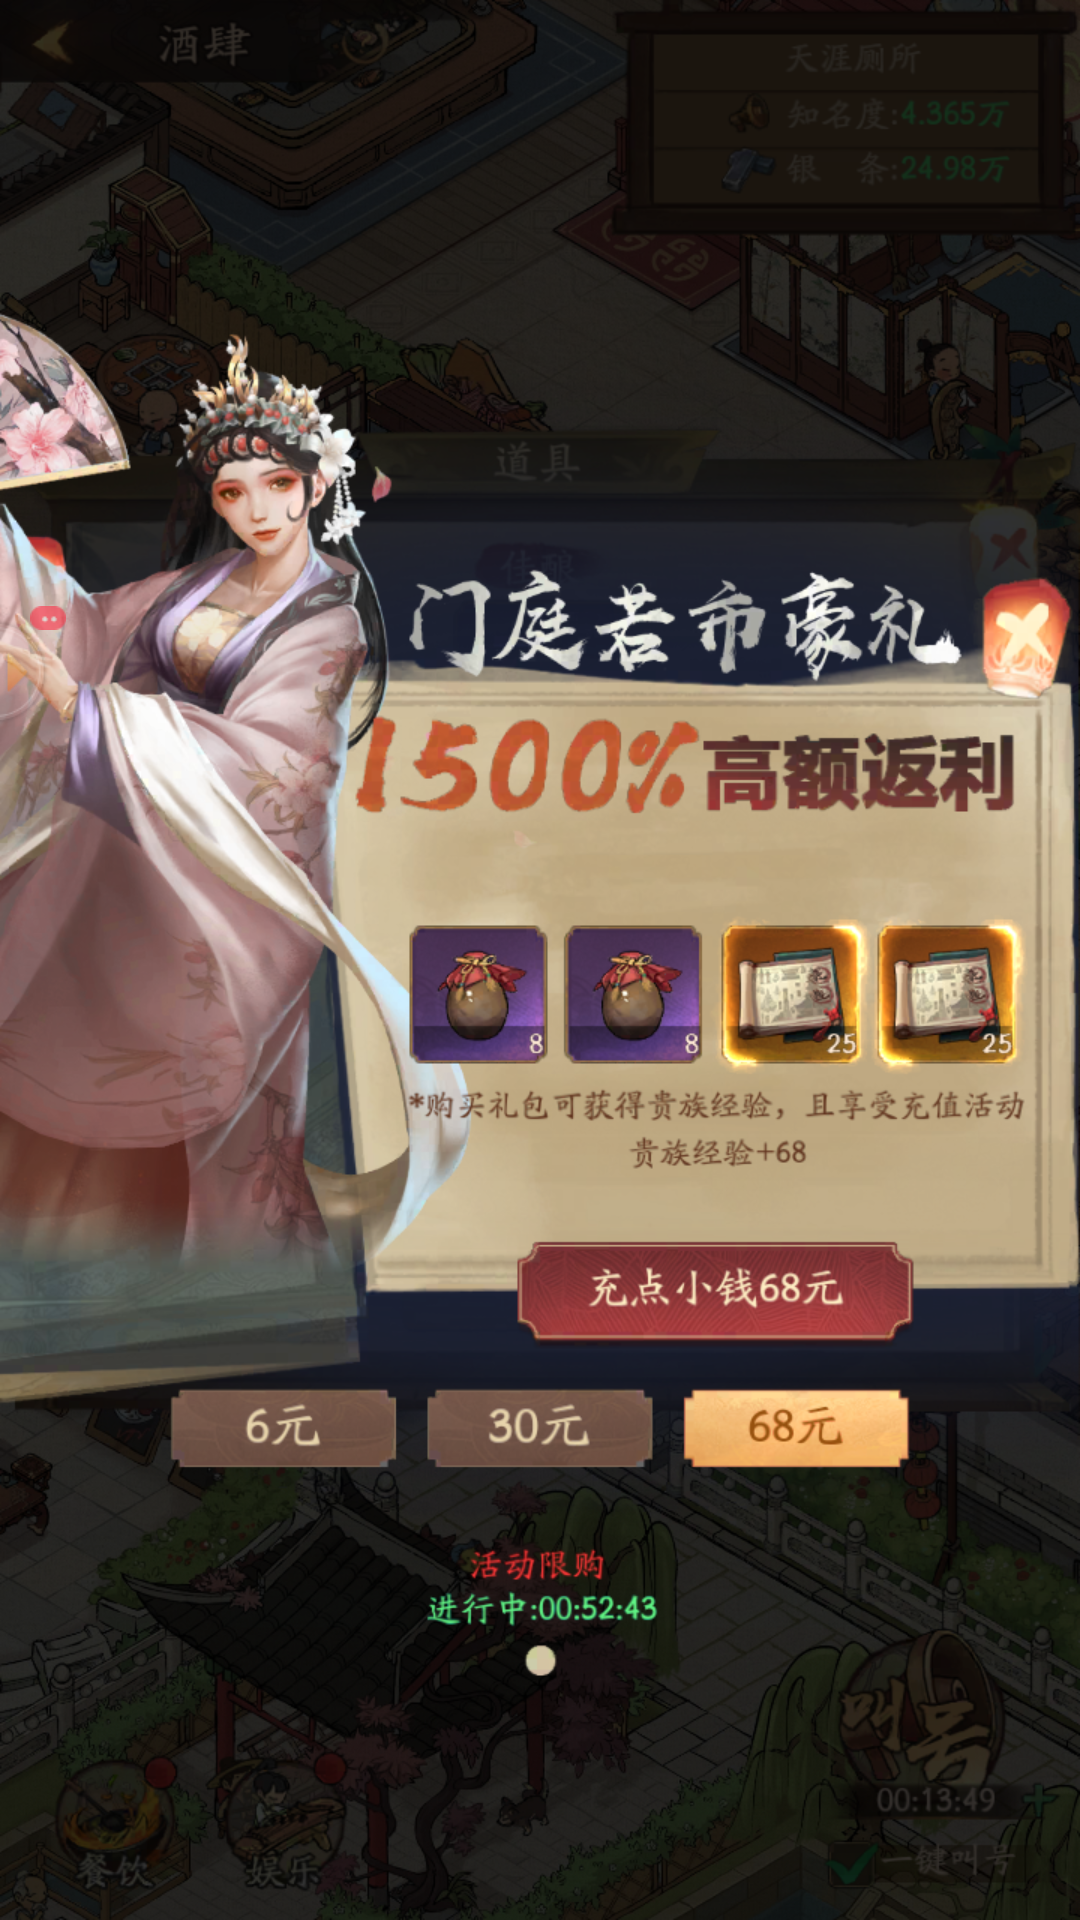 酒肆
天涯厕所
知名度:4.365万
银 条:24.98万
道具
佳酿
门庭若市豪礼
1500%高额返利
8
8
25
25
*购买礼包可获得贵族经验，且享受充值活动
贵族经验+68
充点小钱68元
6元
30元
68元
活动限购
进行中:00:52:43
叫号
00:13:49
餐饮
娱乐
一键叫号